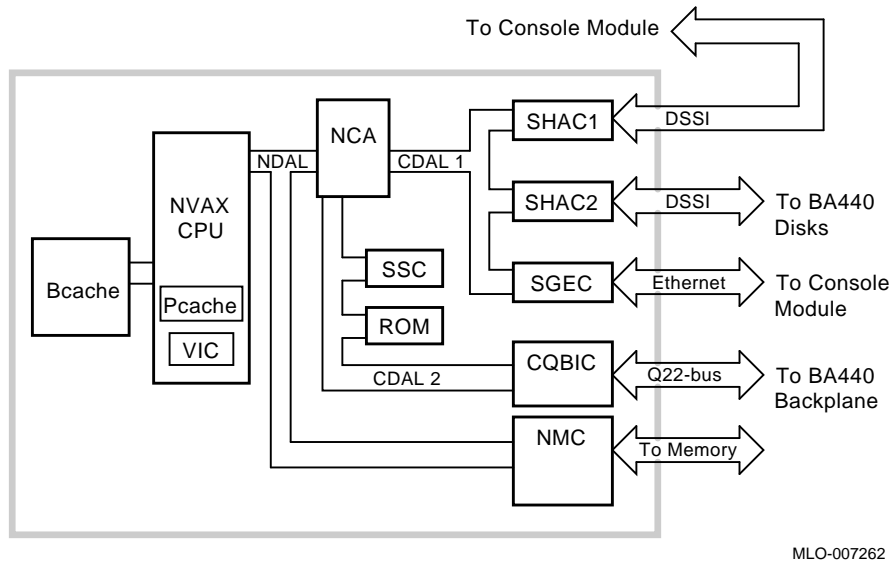 To Console Module
NCA
SHAC1
DSSI
NDAL
CDAL 1
NVAX
CPU
SHAC2
DSSI
To BA440
Disks
Bcache
SSC
SGEC
Ethernet
To Console
Module
Pcache
ROM
VIC
CQBIC
Q22-bus
To BA440
Backplane
CDAL 2
NMC
To Memory
MLO-007262